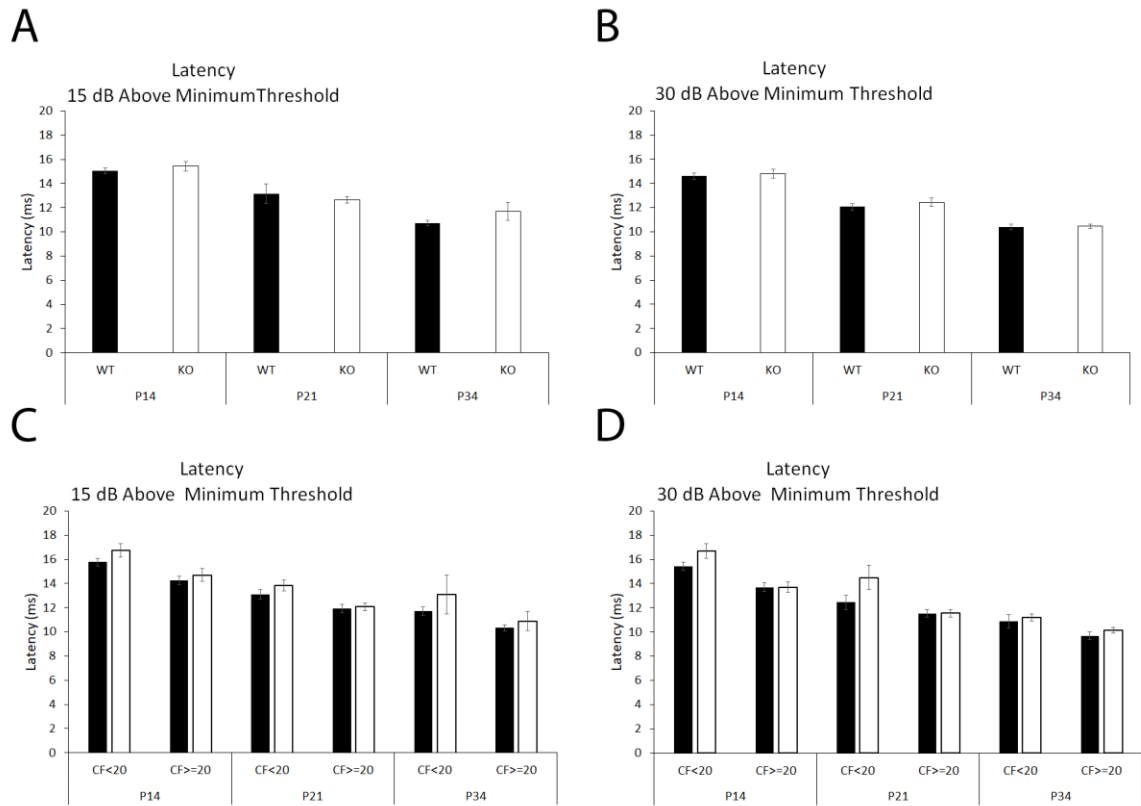 A
Latency
15 dB Above MinimumThreshold
20
18
16
14
12
10
8
6
4
2
0
Latency (ms)
WT KO WT KO WT KO
P14 P21 P34
B
Latency
30 dB Above Minimum Threshold
20
18
16
14
12
10
8
6
4
2
0
Latency (ms)
WT KO WT KO WT KO
P14 P21 P34
C
Latency
15 dB Above Minimum Threshold
20
18
16
14
12
10
8
6
4
2
0
Latency (ms)
CF<20 CF>=20 CF<20 CF>=20 CF<20 CF>=20
P14 P21 P34
D
Latency
30 dB Above Minimum Threshold
20
18
16
14
12
10
8
6
4
2
0
Latency (ms)
CF<20 CF>=20 CF<20 CF>=20 CF<20 CF>=20
P14 P21 P34